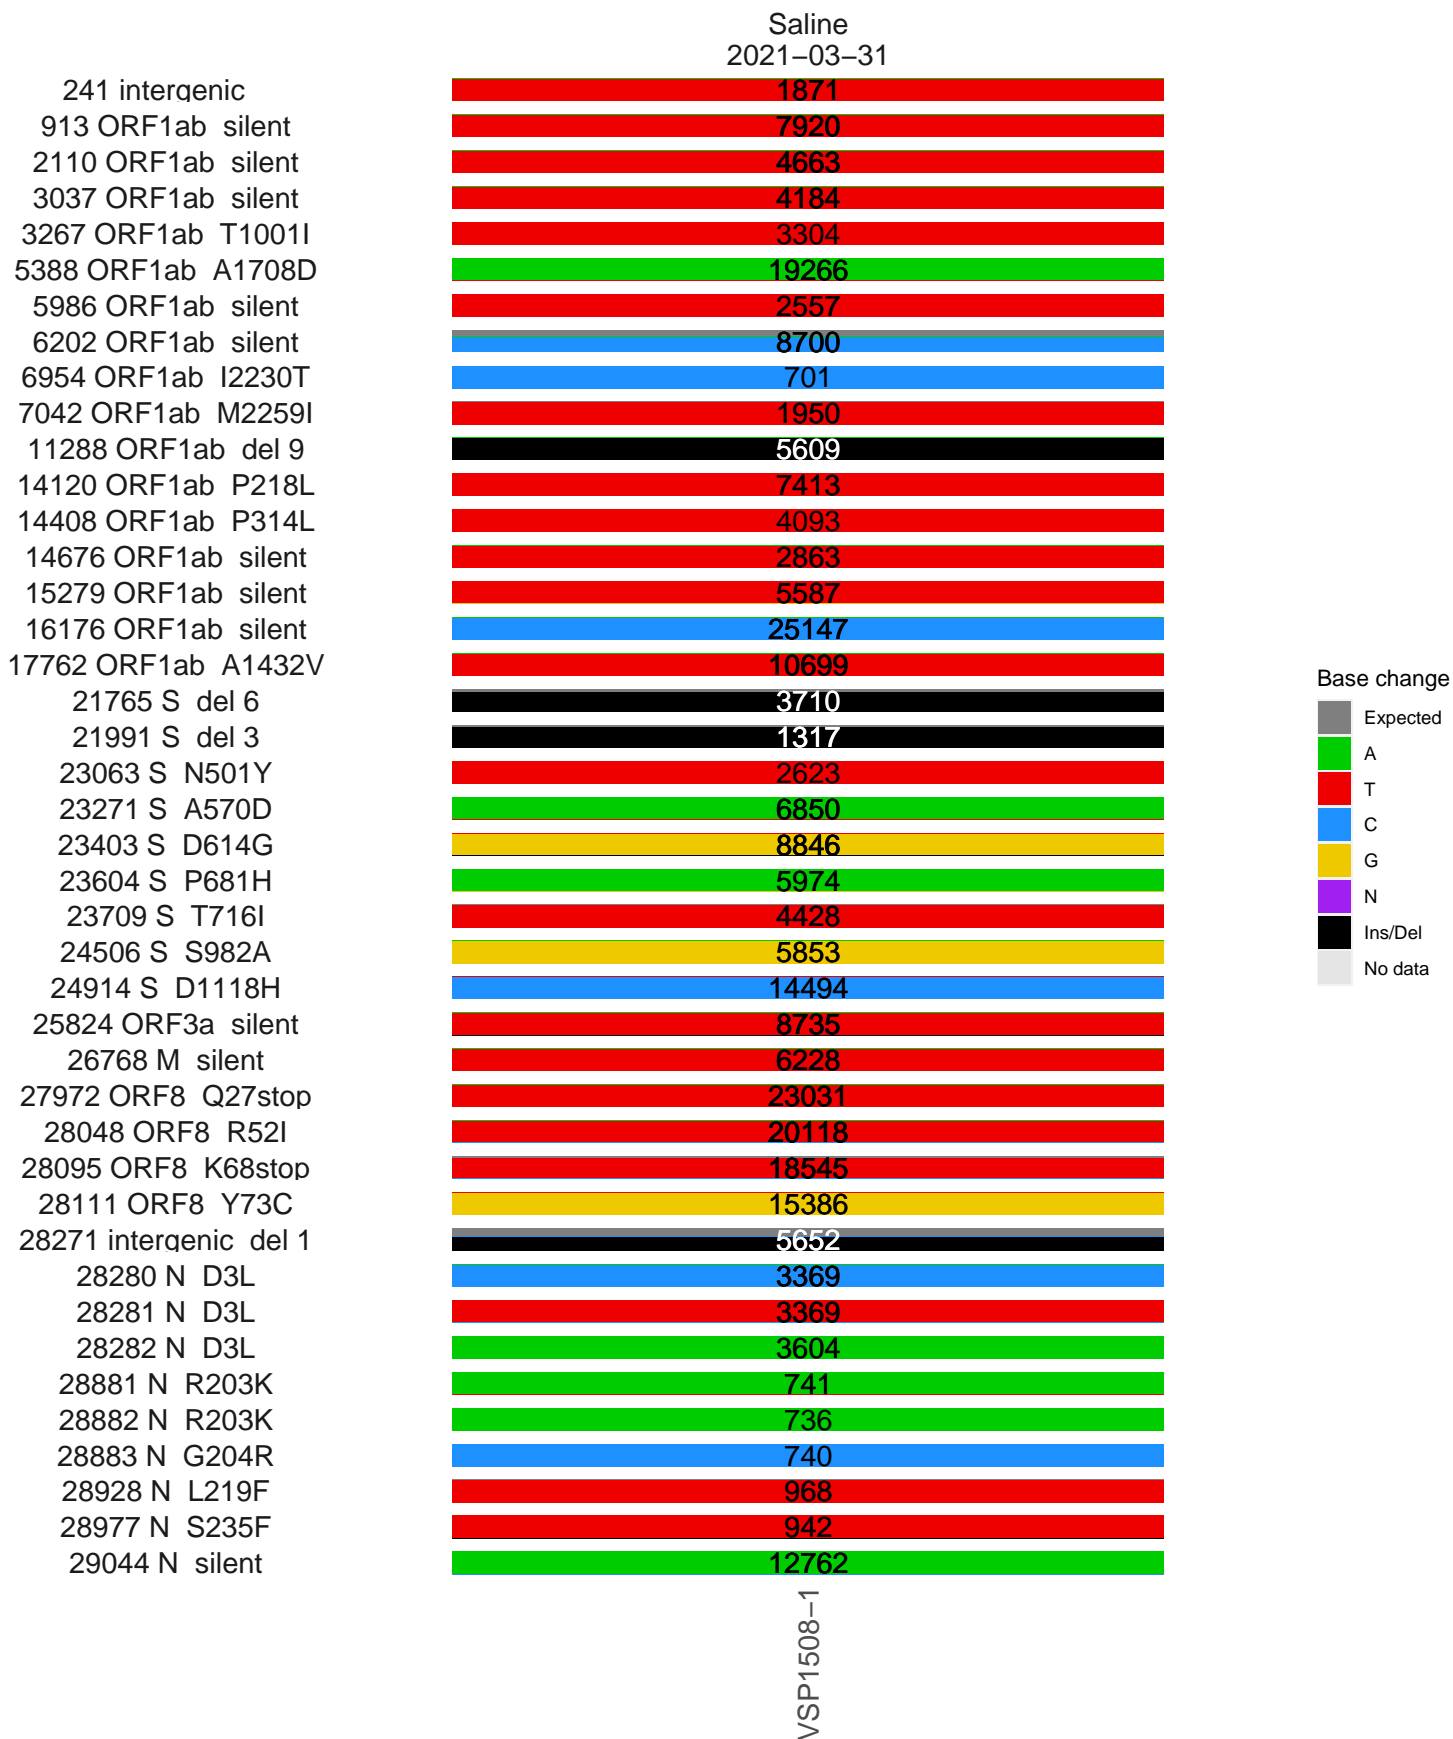 Saline
2021−03−31
241 intergenic 1871
913 ORF1ab silent 7920
2110 ORF1ab silent 4663
3037 ORF1ab silent 4184
3267 ORF1ab T1001I 3304
5388 ORF1ab A1708D 19266
5986 ORF1ab silent 2557
6202 ORF1ab silent 8700
6954 ORF1ab I2230T 701
7042 ORF1ab M2259I 1950
11288 ORF1ab del 9 5609
14120 ORF1ab P218L 7413
14408 ORF1ab P314L 4093
14676 ORF1ab silent 2863
15279 ORF1ab silent 5587
16176 ORF1ab silent 25147
17762 ORF1ab A1432V 10699
21765 S del 6 3710
21991 S del 3 1317
23063 S N501Y 2623
23271 S A570D 6850
23403 S D614G 8846
23604 S P681H 5974
23709 S T716I 4428
24506 S S982A 5853
24914 S D1118H 14494
25824 ORF3a silent 8735
26768 M silent 6228
27972 ORF8 Q27stop 23031
28048 ORF8 R52I 20118
28095 ORF8 K68stop 18545
28111 ORF8 Y73C 15386
28271 intergenic del 1 5652
28280 N D3L 3369
28281 N D3L 3369
28282 N D3L 3604
28881 N R203K 741
28882 N R203K 736
28883 N G204R 740
28928 N L219F 968
28977 N S235F 942
29044 N silent 12762
VSP1508−1
Base change
Expected
A
T
C
G
N
Ins/Del
No data